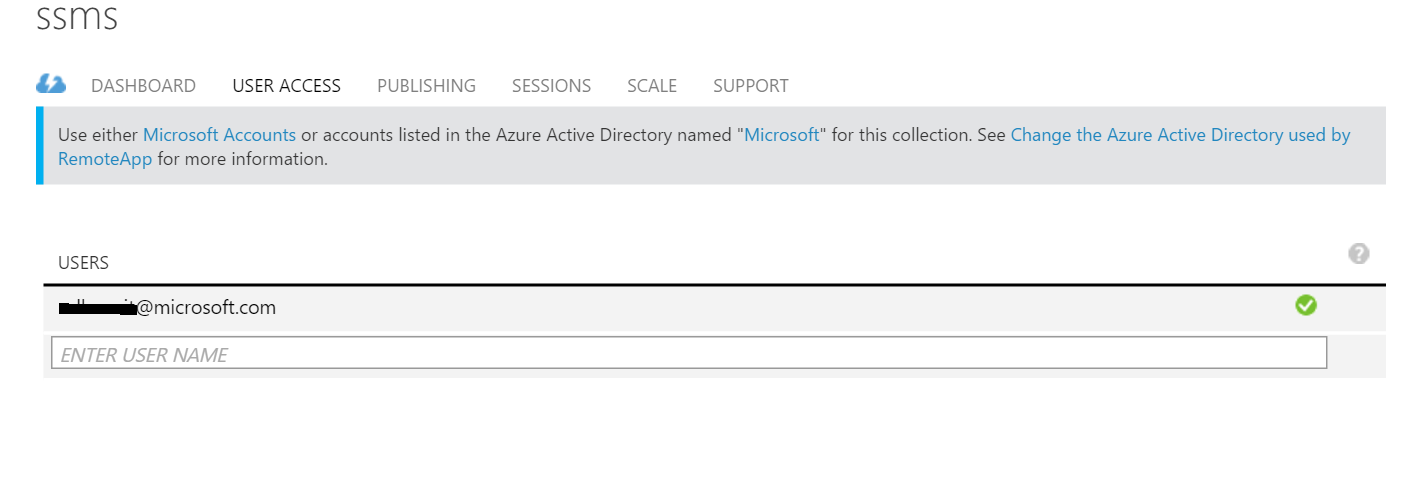 ssms
DASHBOARD USER ACCESS PUBLISHING SESSIONS SCALE SUPPORT
Use either Microsoft Accounts or accounts listed in the Azure Active Directory named "Microsoft" for this collection. See Change the Azure Active Directory used by
RemoteApp for more information.
USERS ?
@microsoft.com
ENTER USER NAME